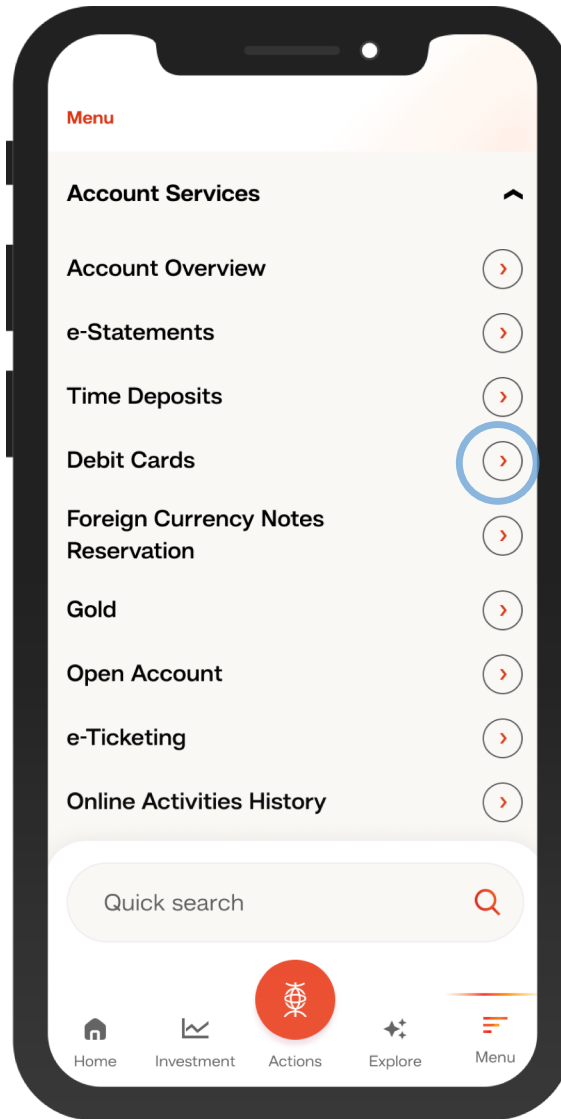 Menu
Account Services
Account Overview
e-Statements
Time Deposits
Debit Cards
Foreign Currency Notes
Reservation
Gold
Open Account
e-Ticketing
Online Activities History
Quick search
Home
Investment
Actions
Explore
Menu